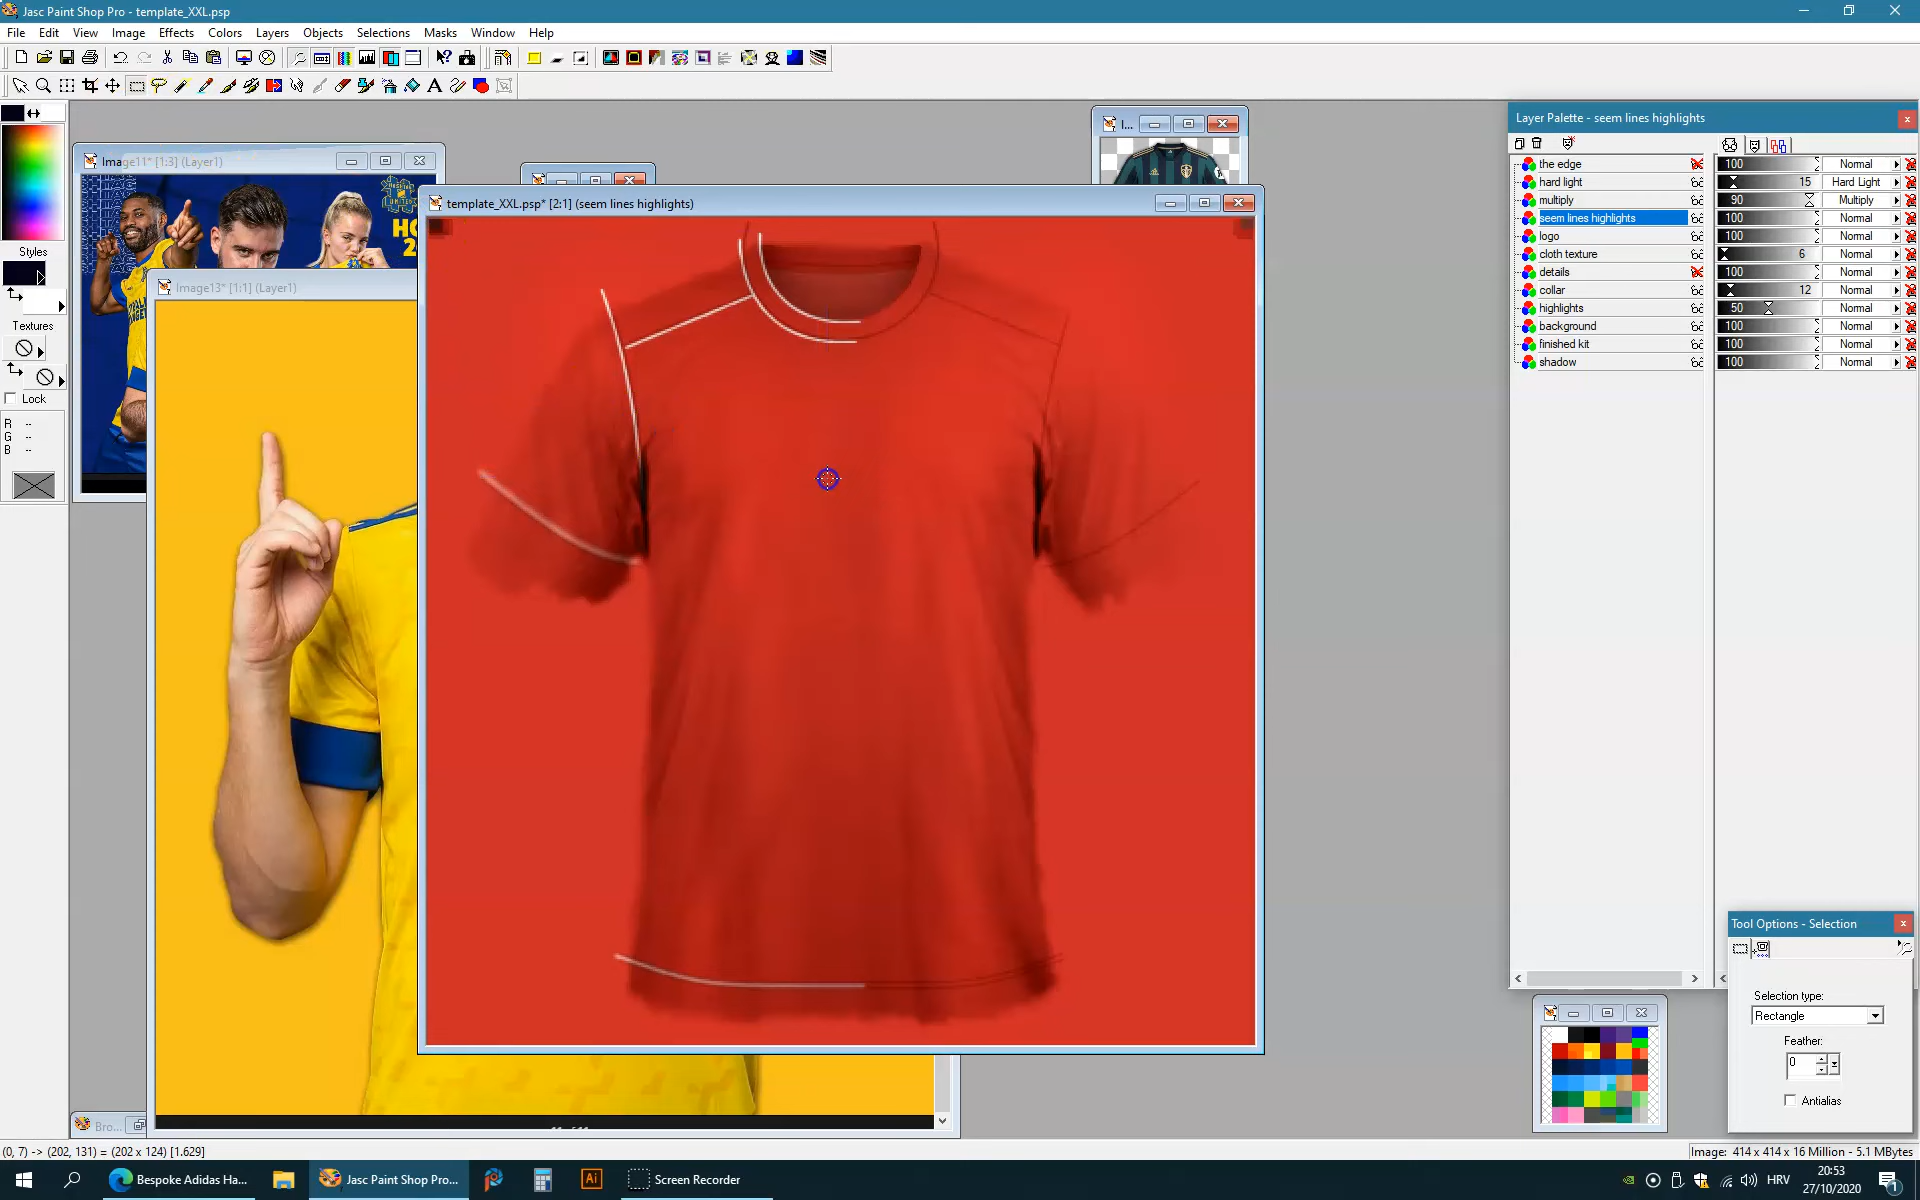 Jasc Paint Shop Pro - template_XXL.psp
File Edit View Image Effects Colors Layers Objects Selections Masks Window Help
Styles
Textures
Lock
R --
G --
B --
Image11* [1:3] (Layer1)
Image13* [1:1] (Layer1)
I...
template_XXL.psp* [2:1] (seem lines highlights)
Layer Palette - seem lines highlights
the edge 100 Normal
hard light 15 Hard Light
multiply 90 Multiply
seem lines highlights 100 Normal
logo 100 Normal
cloth texture 6 Normal
details 100 Normal
collar 12 Normal
highlights 50 Normal
background 100 Normal
finished kit 100 Normal
shadow 100 Normal
Tool Options - Selection
Selection type:
Rectangle
Feather:
0
Antialias
Bro...
(0, 7) -> (202, 131) = (202 x 124) [1.629]
Image: 414 x 414 x 16 Million - 5.1 MBytes
Bespoke Adidas Ha...
Jasc Paint Shop Pro...
Ai
Screen Recorder
HRV
20:53
27/10/2020
1